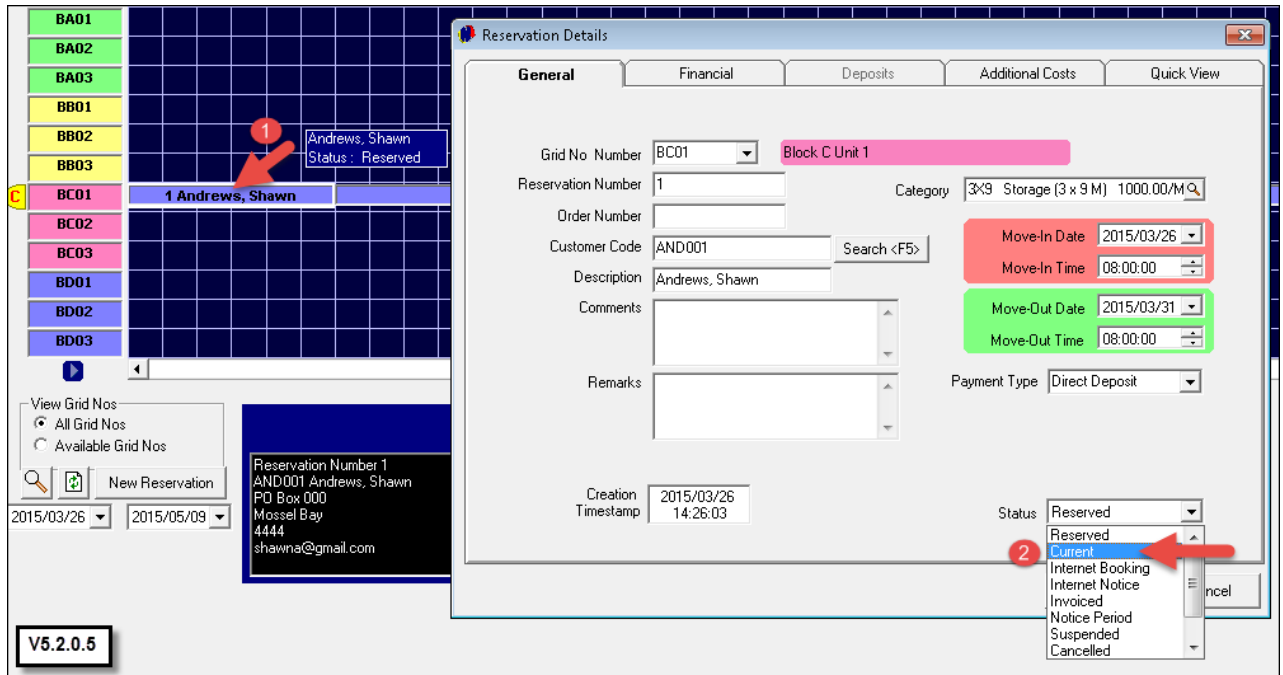 BA01
BA02
BA03
BB01
BB02
BB03
C
BC01
BC02
BC03
BD01
BD02
BD03
1
Andrews, Shawn
Status : Reserved
1 Andrews, Shawn
View Grid Nos
All Grid Nos
Available Grid Nos
New Reservation
2015/03/26
2015/05/09
Reservation Number 1
AND001 Andrews, Shawn
PO Box 000
Mossel Bay
4444
shawna@gmail.com
V5.2.0.5
Reservation Details
General
Financial
Deposits
Additional Costs
Quick View
Grid No Number
BC01
Block C Unit 1
Reservation Number
1
Category
3X9 Storage (3 x 9 M) 1000.00/M
Order Number
Customer Code
AND001
Search <F5>
Description
Andrews, Shawn
Comments
Remarks
Move-In Date
2015/03/26
Move-In Time
08:00:00
Move-Out Date
2015/03/31
Move-Out Time
08:00:00
Payment Type
Direct Deposit
Creation
Timestamp
2015/03/26
14:26:03
Status
Reserved
Reserved
2
Current
Internet Booking
Internet Notice
Invoiced
Notice Period
Suspended
Cancelled
ncel